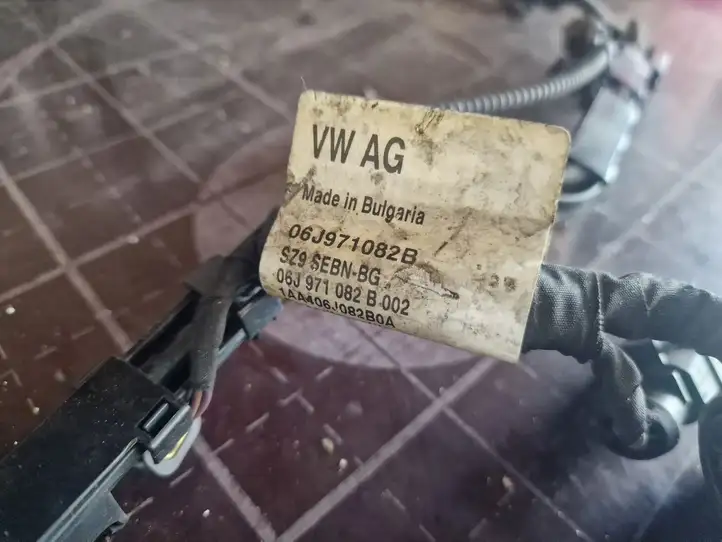 VW AG
Made in Bulgaria
06J971082B
SZ9 SEBN-BG
06J 971 082 B 002
1AA406J082B0A